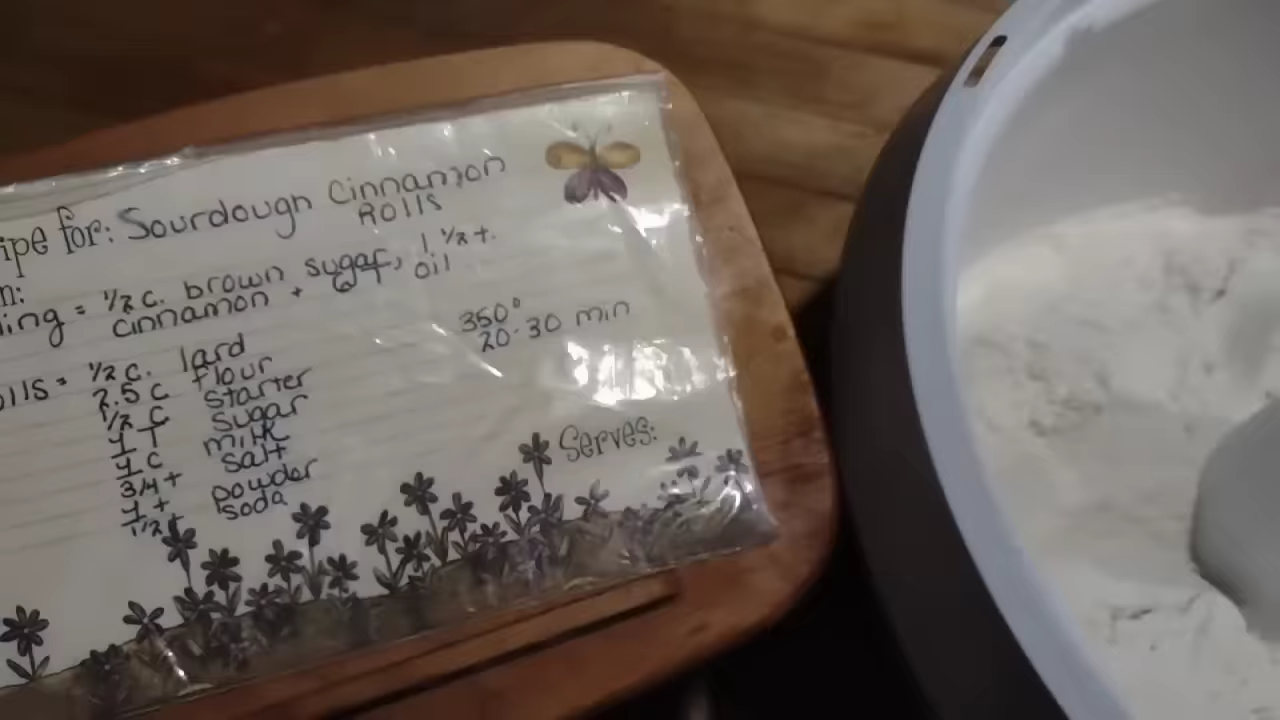 ipe for: Sourdough Cinnamon
Rolls
n:
ing = 1/2 c. brown sugar, 1 1/2 t.
cinnamon + oil
350°
20-30 min
olls = 1/2 c. lard
2.5 c flour
1/2 c starter
1 T sugar
1 c milk
3/4 t salt
1 t powder
1/2 t soda
Serves: